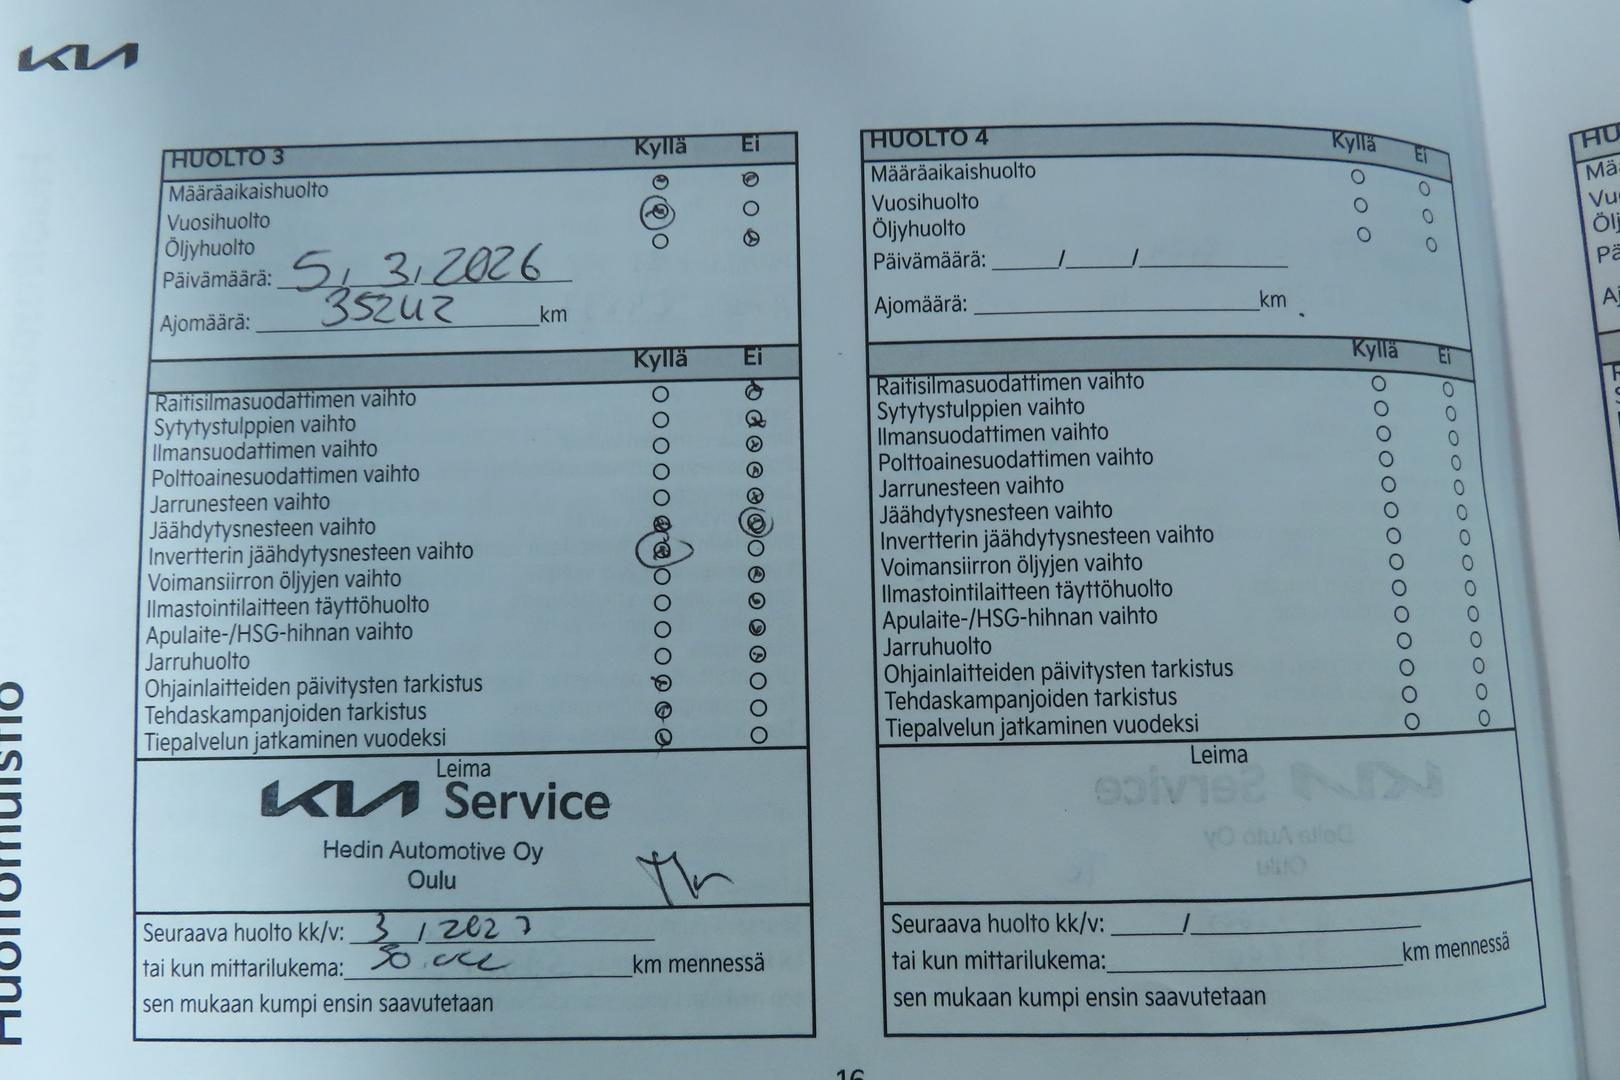 KIA
HUOLTO 3 Kyllä Ei
Määräaikaishuolto
Vuosihuolto
Öljyhuolto
Päivämäärä: 5, 3, 2026
Ajomäärä: 35242 km
Kyllä Ei
Raitisilmasuodattimen vaihto
Sytytystulppien vaihto
Ilmansuodattimen vaihto
Polttoainesuodattimen vaihto
Jarrunesteen vaihto
Jäähdytysnesteen vaihto
Invertterin jäähdytysnesteen vaihto
Voimansiirron öljyjen vaihto
Ilmastointilaitteen täyttöhuolto
Apulaite-/HSG-hihnan vaihto
Jarruhuolto
Ohjainlaitteiden päivitysten tarkistus
Tehdaskampanjoiden tarkistus
Tiepalvelun jatkaminen vuodeksi
Leima
KIA Service
Hedin Automotive Oy
Oulu
Seuraava huolto kk/v: 3 / 2027
tai kun mittarilukema: km mennessä
sen mukaan kumpi ensin saavutetaan
HUOLTO 4 Kyllä Ei
Määräaikaishuolto
Vuosihuolto
Öljyhuolto
Päivämäärä: / /
Ajomäärä: km
Kyllä Ei
Raitisilmasuodattimen vaihto
Sytytystulppien vaihto
Ilmansuodattimen vaihto
Polttoainesuodattimen vaihto
Jarrunesteen vaihto
Jäähdytysnesteen vaihto
Invertterin jäähdytysnesteen vaihto
Voimansiirron öljyjen vaihto
Ilmastointilaitteen täyttöhuolto
Apulaite-/HSG-hihnan vaihto
Jarruhuolto
Ohjainlaitteiden päivitysten tarkistus
Tehdaskampanjoiden tarkistus
Tiepalvelun jatkaminen vuodeksi
Leima
Seuraava huolto kk/v: /
tai kun mittarilukema: km mennessä
sen mukaan kumpi ensin saavutetaan
16